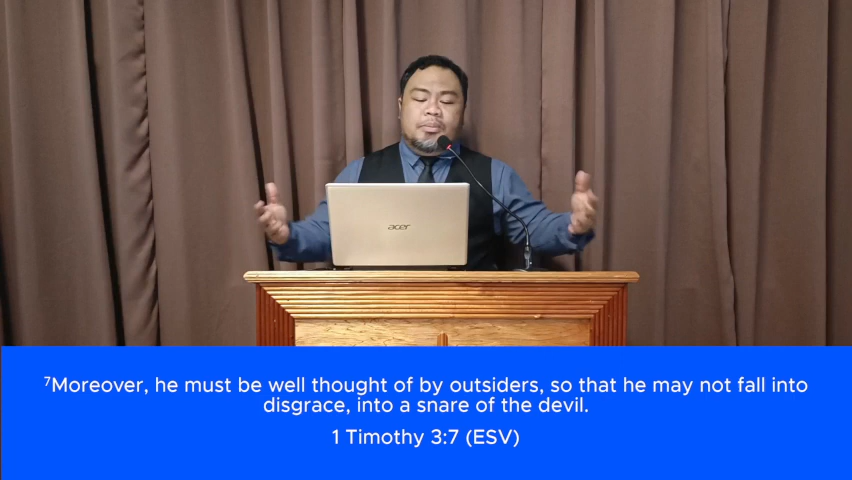 acer
⁷Moreover, he must be well thought of by outsiders, so that he may not fall into
disgrace, into a snare of the devil.
1 Timothy 3:7 (ESV)